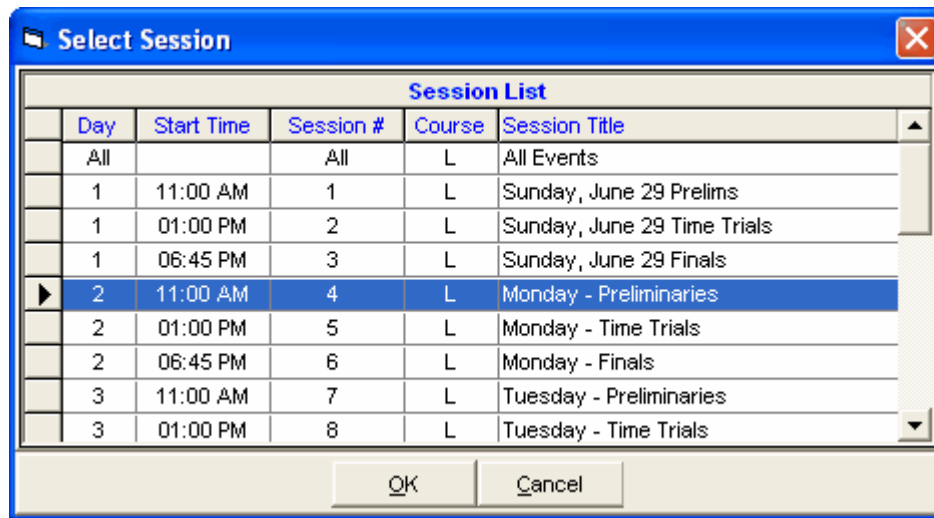 Select Session
Session List
Day Start Time Session # Course Session Title
All All L All Events
1 11:00 AM 1 L Sunday, June 29 Prelims
1 01:00 PM 2 L Sunday, June 29 Time Trials
1 06:45 PM 3 L Sunday, June 29 Finals
2 11:00 AM 4 L Monday - Preliminaries
2 01:00 PM 5 L Monday - Time Trials
2 06:45 PM 6 L Monday - Finals
3 11:00 AM 7 L Tuesday - Preliminaries
3 01:00 PM 8 L Tuesday - Time Trials
OK Cancel